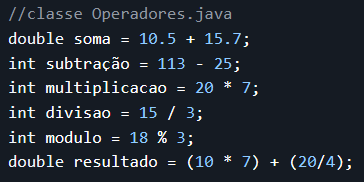 //classe Operadores.java
double soma = 10.5 + 15.7;
int subtração = 113 - 25;
int multiplicacao = 20 * 7;
int divisao = 15 / 3;
int modulo = 18 % 3;
double resultado = (10 * 7) + (20/4);